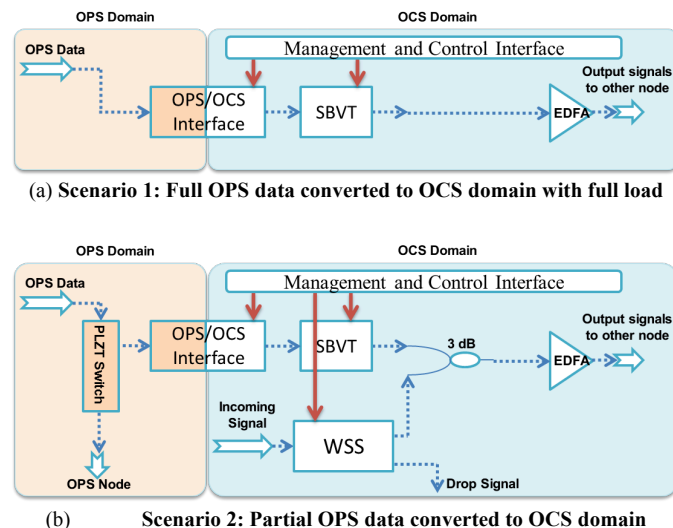 OPS Domain
OCS Domain
OPS Data
Management and Control Interface
Output signals
to other node
OPS/OCS
Interface
SBVT
EDFA
(a) Scenario 1: Full OPS data converted to OCS domain with full load
OPS Domain
OCS Domain
OPS Data
Management and Control Interface
Output signals
to other node
PLZT Switch
OPS/OCS
Interface
SBVT
3 dB
EDFA
Incoming
Signal
WSS
OPS Node
Drop Signal
(b) Scenario 2: Partial OPS data converted to OCS domain